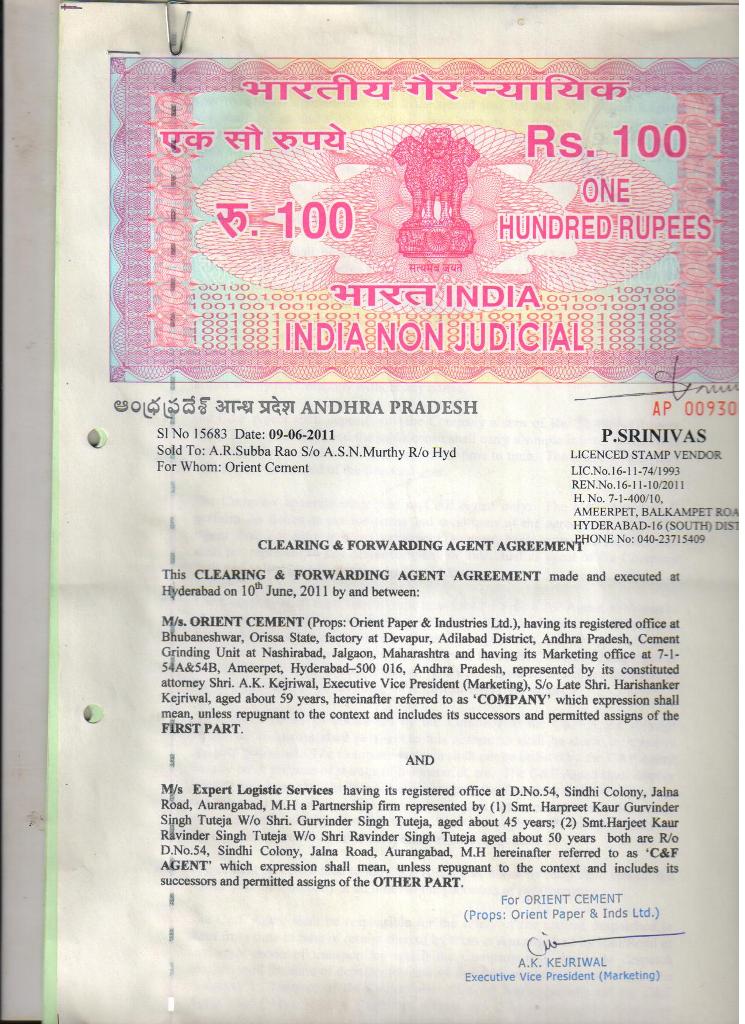 भारतीय गैर न्यायिक
एक सौ रुपये
Rs. 100
रु. 100
ONE
HUNDRED RUPEES
सत्यमेव जयते
भारत INDIA
INDIA NON JUDICIAL
ఆంధ్ర ప్రదేశ్ आन्ध्र प्रदेश ANDHRA PRADESH
AP 00930
Sl No 15683 Date: 09-06-2011
Sold To: A.R.Subba Rao S/o A.S.N.Murthy R/o Hyd
For Whom: Orient Cement
P.SRINIVAS
LICENCED STAMP VENDOR
LIC.No.16-11-74/1993
REN.No.16-11-10/2011
H. No. 7-1-400/10,
AMEERPET, BALKAMPET ROA
HYDERABAD-16 (SOUTH) DIST
PHONE No: 040-23715409
CLEARING & FORWARDING AGENT AGREEMENT
This CLEARING & FORWARDING AGENT AGREEMENT made and executed at
Hyderabad on 10th June, 2011 by and between:
M/s. ORIENT CEMENT (Props: Orient Paper & Industries Ltd.), having its registered office at
Bhubaneshwar, Orissa State, factory at Devapur, Adilabad District, Andhra Pradesh, Cement
Grinding Unit at Nashirabad, Jalgaon, Maharashtra and having its Marketing office at 7-1-
54A&54B, Ameerpet, Hyderabad–500 016, Andhra Pradesh, represented by its constituted
attorney Shri. A.K. Kejriwal, Executive Vice President (Marketing), S/o Late Shri. Harishanker
Kejriwal, aged about 59 years, hereinafter referred to as ‘COMPANY’ which expression shall
mean, unless repugnant to the context and includes its successors and permitted assigns of the
FIRST PART.
AND
M/s Expert Logistic Services having its registered office at D.No.54, Sindhi Colony, Jalna
Road, Aurangabad, M.H a Partnership firm represented by (1) Smt. Harpreet Kaur Gurvinder
Singh Tuteja W/o Shri. Gurvinder Singh Tuteja, aged about 45 years; (2) Smt.Harjeet Kaur
Ravinder Singh Tuteja W/o Shri Ravinder Singh Tuteja aged about 50 years both are R/o
D.No.54, Sindhi Colony, Jalna Road, Aurangabad, M.H hereinafter referred to as ‘C&F
AGENT’ which expression shall mean, unless repugnant to the context and includes its
successors and permitted assigns of the OTHER PART.
For ORIENT CEMENT
(Props: Orient Paper & Inds Ltd.)
A.K. KEJRIWAL
Executive Vice President (Marketing)